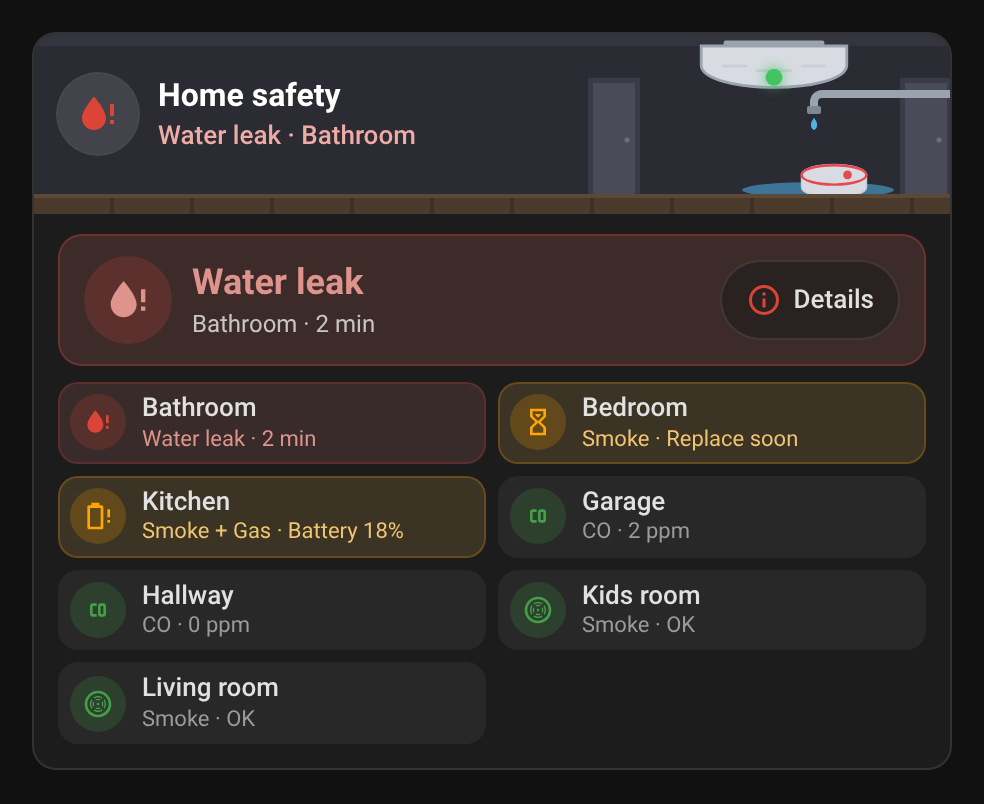 Home safety
Water leak · Bathroom
Water leak
Bathroom · 2 min
Details
Bathroom
Water leak · 2 min
Bedroom
Smoke · Replace soon
Kitchen
Smoke + Gas · Battery 18%
CO
Garage
CO · 2 ppm
CO
Hallway
CO · 0 ppm
Kids room
Smoke · OK
Living room
Smoke · OK